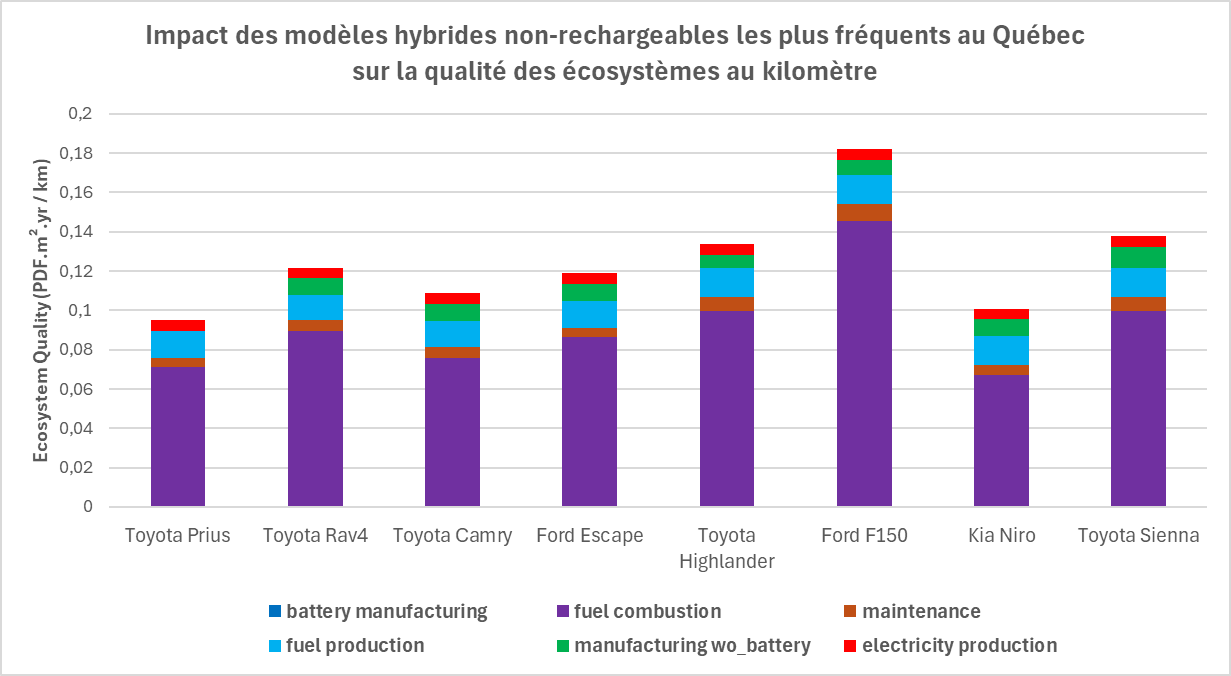 Impact des modèles hybrides non-rechargeables les plus fréquents au Québec
sur la qualité des écosystèmes au kilomètre
Ecosystem Quality (PDF.m².yr / km)
0,2
0,18
0,16
0,14
0,12
0,1
0,08
0,06
0,04
0,02
0
Toyota Prius
Toyota Rav4
Toyota Camry
Ford Escape
Toyota
Highlander
Ford F150
Kia Niro
Toyota Sienna
battery manufacturing
fuel combustion
maintenance
fuel production
manufacturing wo_battery
electricity production